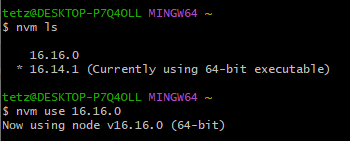 tetz@DESKTOP-P7Q4OLL MINGW64 ~
$ nvm ls

    16.16.0
  * 16.14.1 (Currently using 64-bit executable)

tetz@DESKTOP-P7Q4OLL MINGW64 ~
$ nvm use 16.16.0
Now using node v16.16.0 (64-bit)